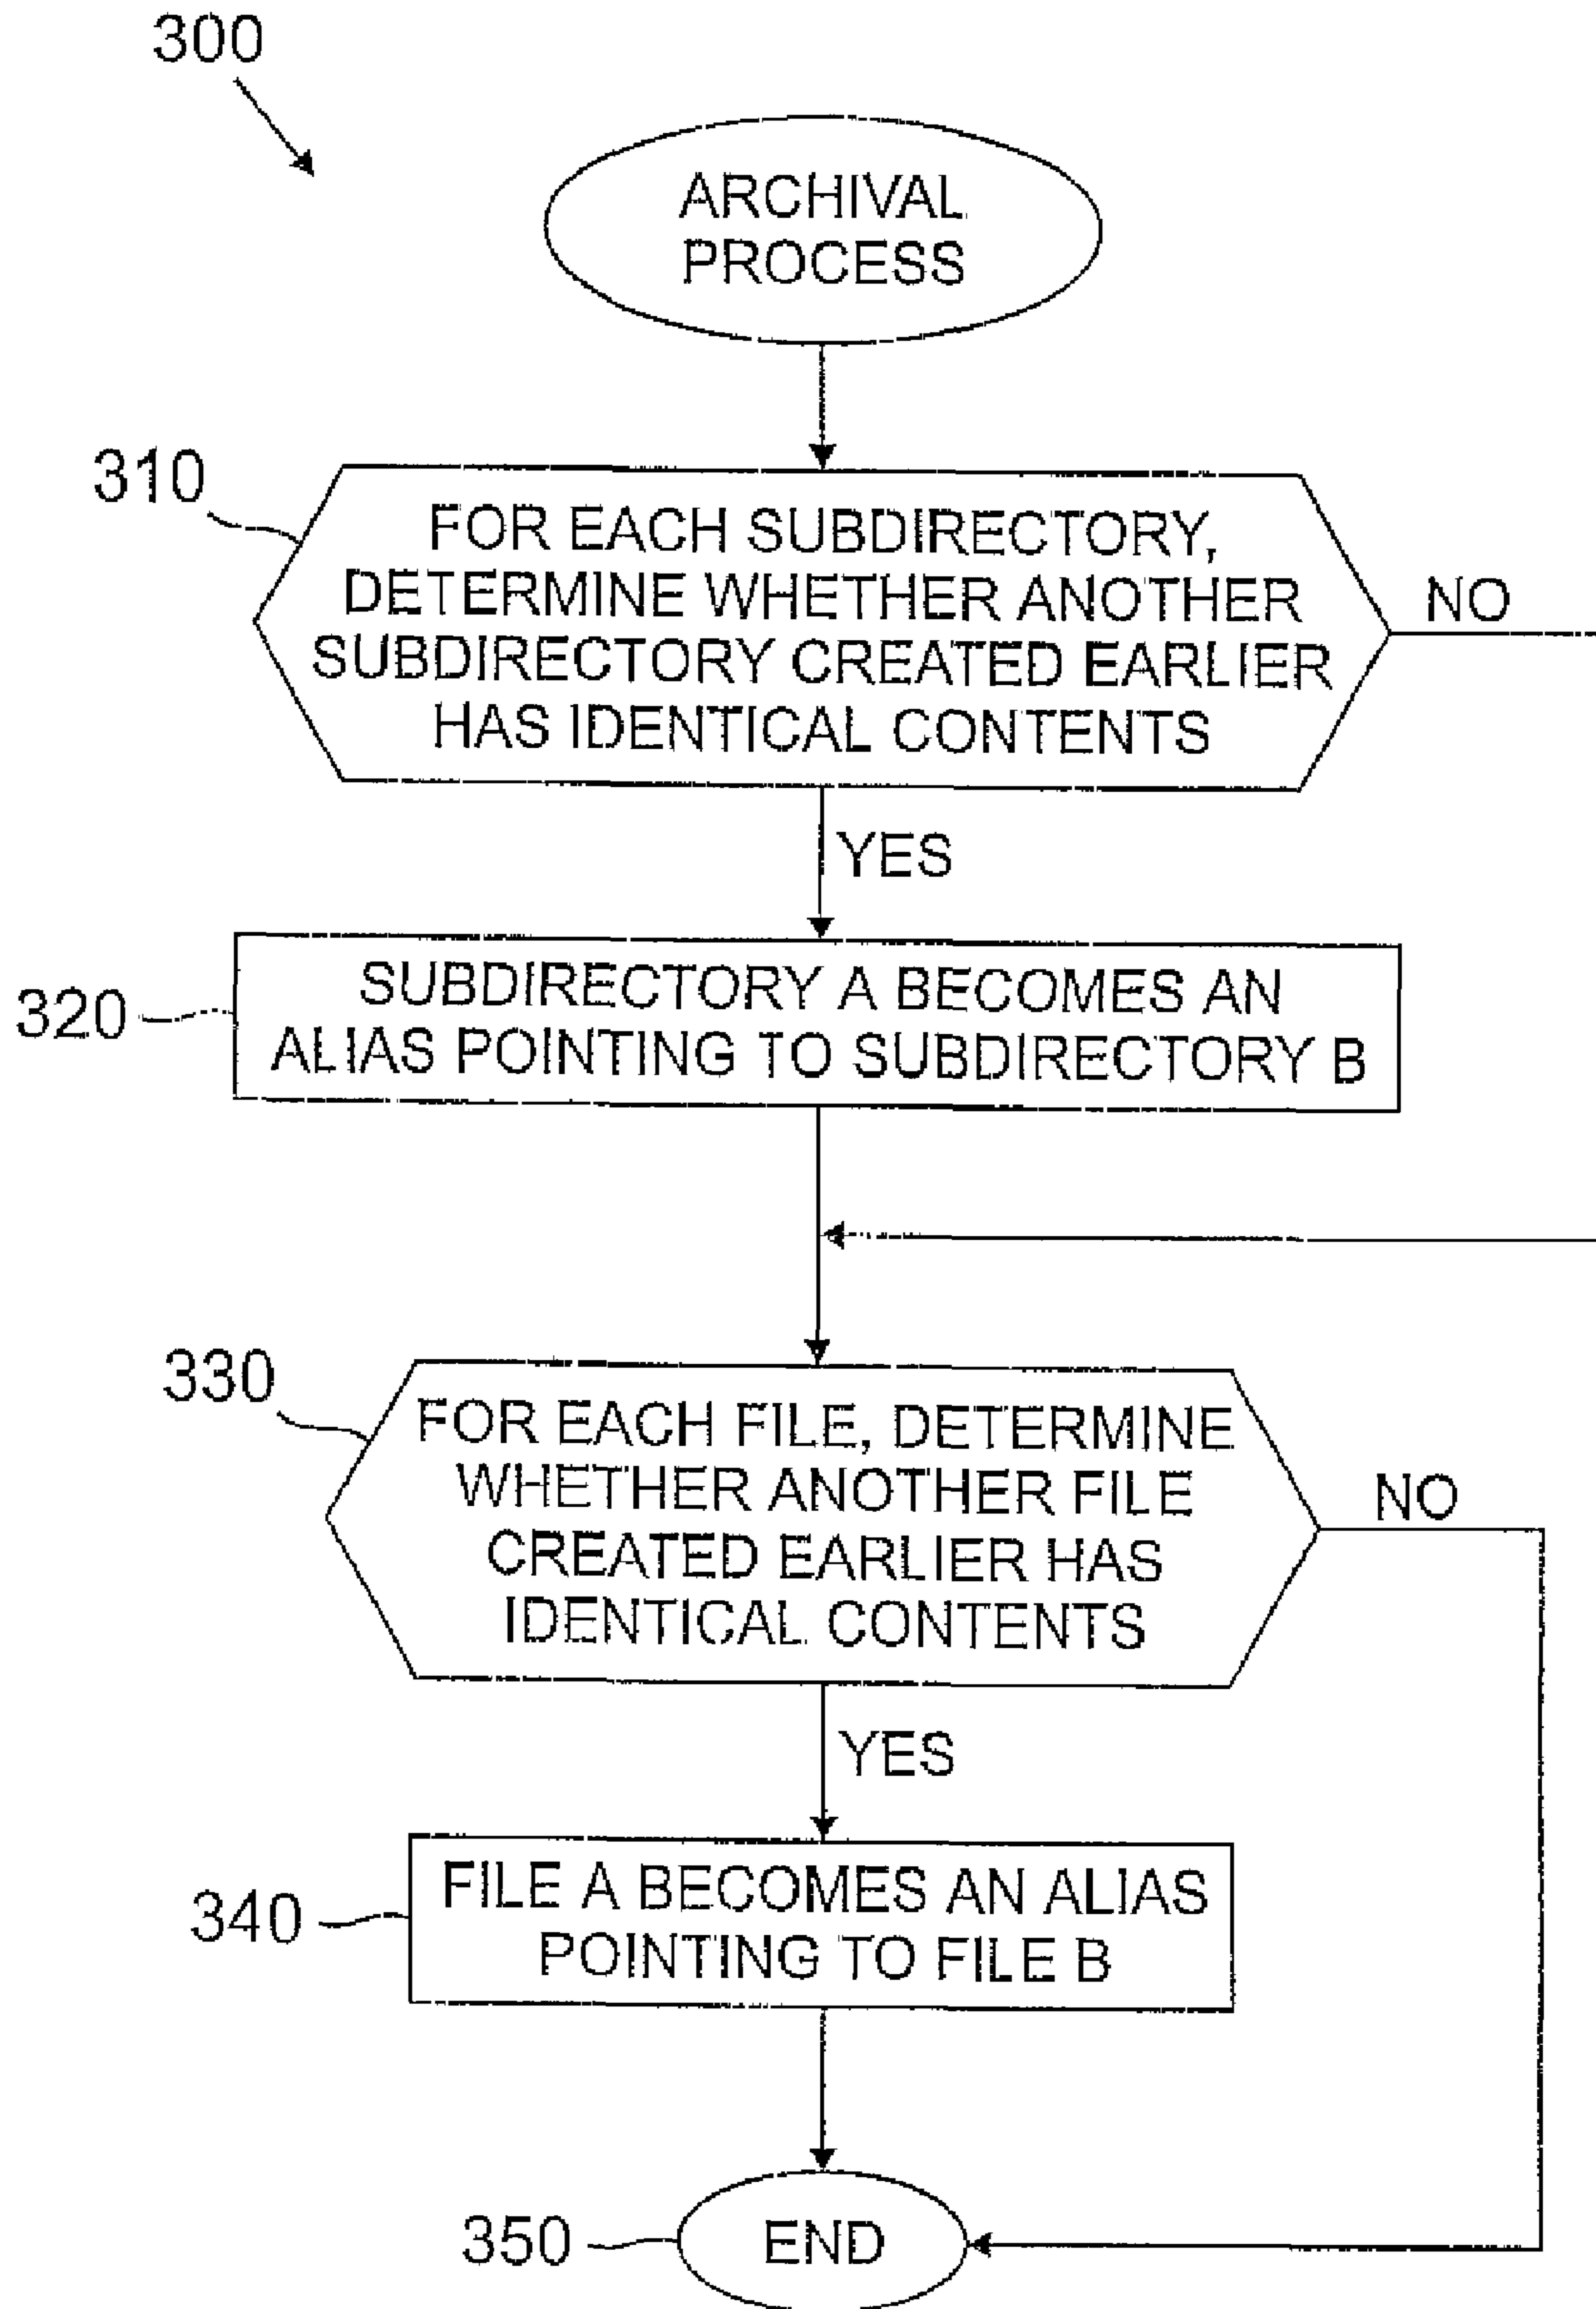 300
ARCHIVAL
PROCESS
310
FOR EACH SUBDIRECTORY,
DETERMINE WHETHER ANOTHER
SUBDIRECTORY CREATED EARLIER
HAS IDENTICAL CONTENTS
NO
YES
320
SUBDIRECTORY A BECOMES AN
ALIAS POINTING TO SUBDIRECTORY B
330
FOR EACH FILE, DETERMINE
WHETHER ANOTHER FILE
CREATED EARLIER HAS
IDENTICAL CONTENTS
NO
YES
340
FILE A BECOMES AN ALIAS
POINTING TO FILE B
350
END